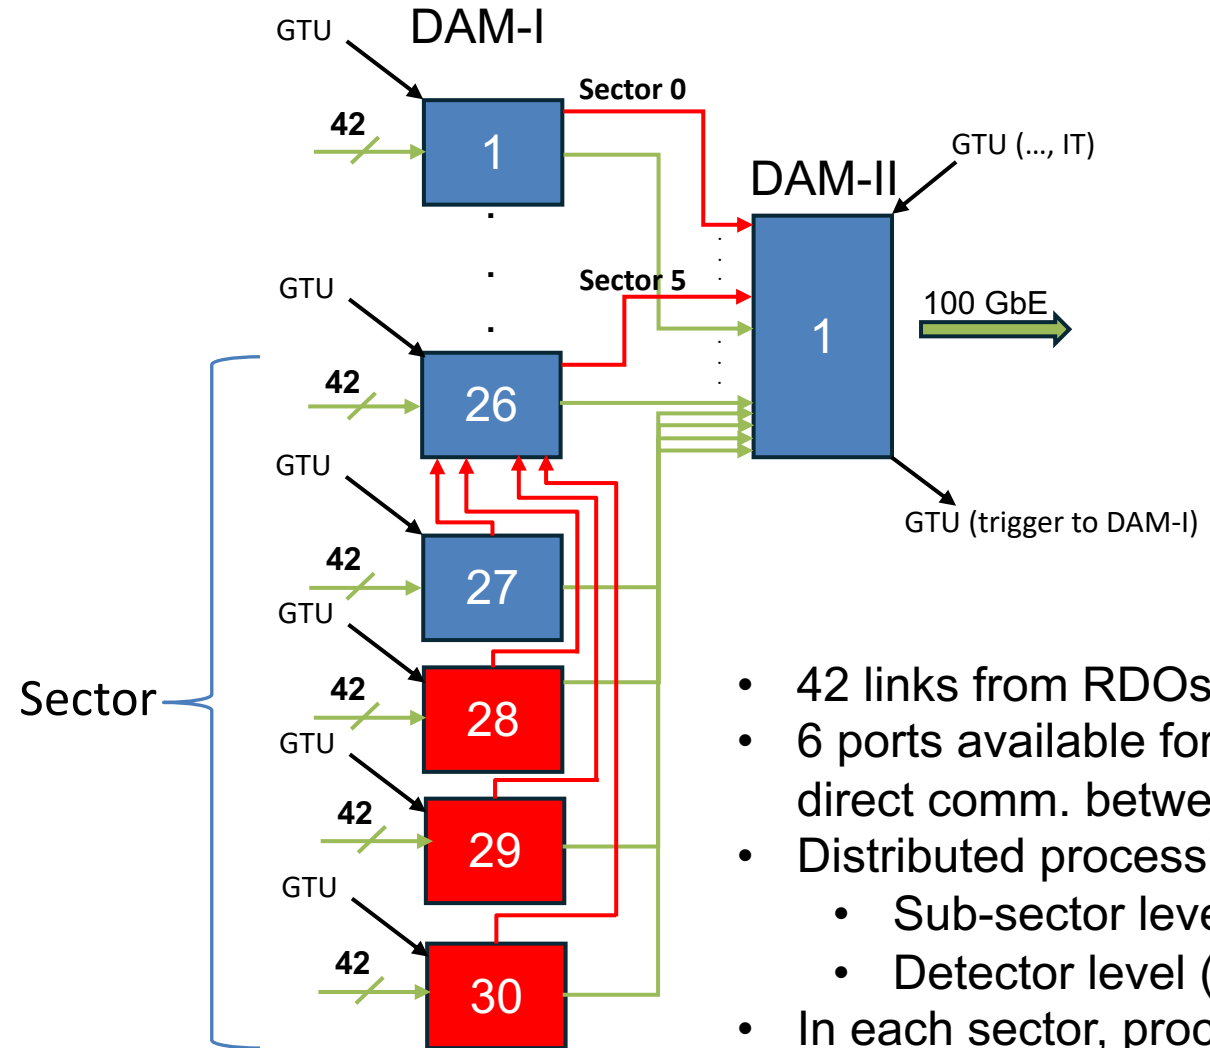 GTU
DAM-I
Sector 0
42
1
GTU (..., IT)
DAM-II
GTU
Sector 5
100 GbE
1
42
26
GTU
GTU (trigger to DAM-I)
42
27
GTU
Sector
42
28
GTU
42
29
GTU
42
30
• 42 links from RDOs
• 6 ports available for
direct comm. betwe
• Distributed process
• Sub-sector leve
• Detector level (
• In each sector, proc